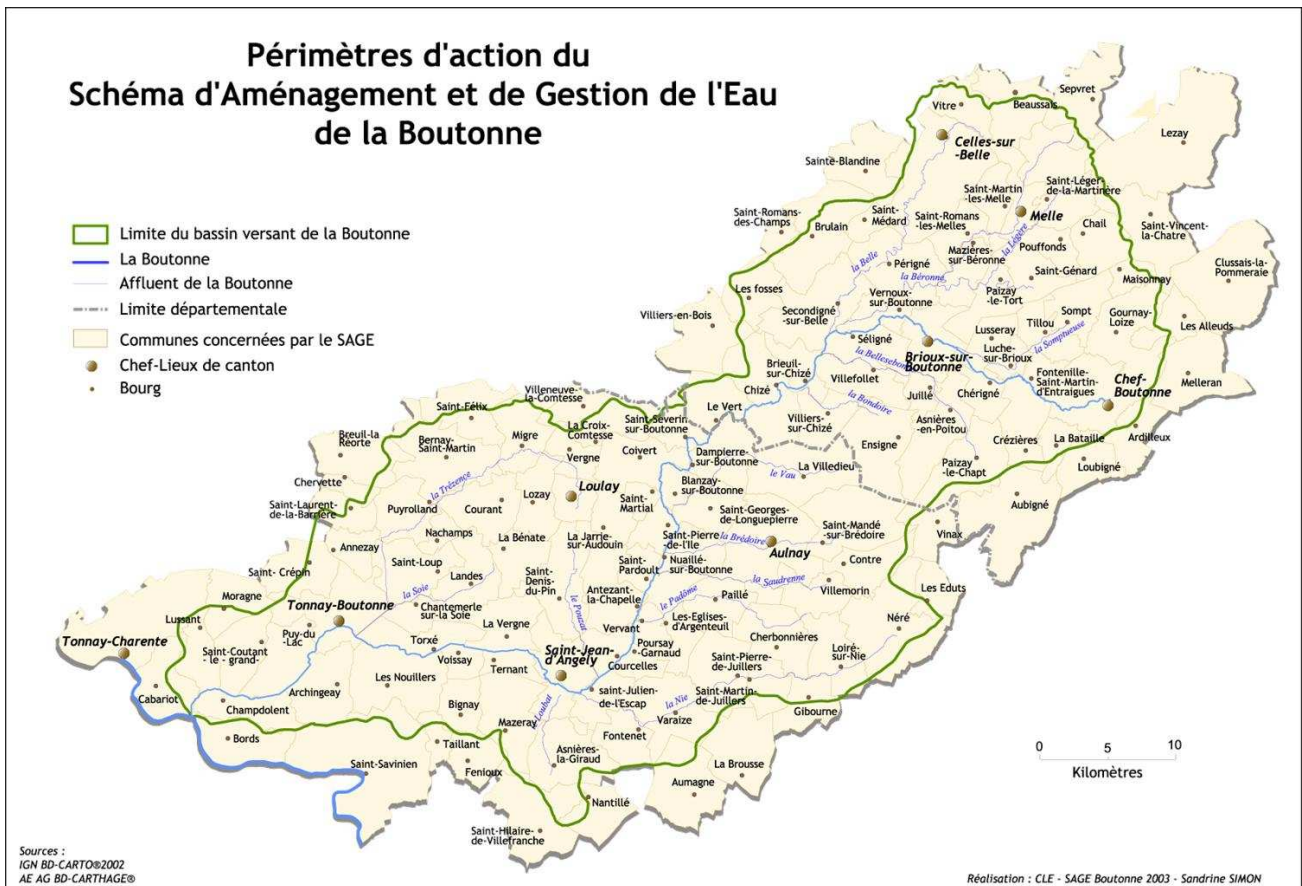 Périmètres d'action du
Schéma d'Aménagement et de Gestion de l'Eau
de la Boutonne
Limite du bassin versant de la Boutonne
La Boutonne
Affluent de la Boutonne
Limite départementale
Communes concernées par le SAGE
Chef-Lieux de canton
Bourg
Sepvret
Beaussais
Vitre
Lezay
Celles-sur
-Belle
Sainte-Blandine
Saint-Léger-
de-la-Martinère
Saint-Martin
-les-Melle
Melle
Saint-Romans
-des-Champs
Saint-
Médard
Saint-Romans
-les-Melles
Chail
Saint-Vincent-
la-Chatre
Brulain
Mazières-
sur-Béronne
Pouffonds
la Légère
la Belle
Périgné
la Béronne
Saint-Génard
Maisonnay
Clussais-la-
Pommeraie
Les fosses
Vernoux-
sur-Boutonne
Paizay
-le-Tort
Villiers-en-Bois
Secondigné
-sur-Belle
Lusseray
Tillou
Sompt
Gournay-
Loize
Les Alleuds
la Somptueuse
Séligné
Brioux-sur-
Boutonne
Luche-
sur-Brioux
la Bellesebonne
Brieuil-
sur-Chizé
Villefollet
Fontenille-
Saint-Martin-
d'Entraigues
Chef-
Boutonne
Melleran
Chizé
Juillé
Chérigné
la Bondoire
Villeneuve-
la-Comtesse
Le Vert
Villiers-
sur-Chizé
Asnières
-en-Poitou
Saint-Félix
Saint-Séverin
-sur-Boutonne
Ensigne
Crézières
La Bataille
Ardilleux
Breuil-la
Réorte
Bernay-
Saint-Martin
Migre
La Croix-
Comtesse
Vergne
Coivert
Dampierre
-sur-Boutonne
La Villedieu
le Vau
Paizay
-le-Chapt
Loubigné
Chervette
la Trézence
Loulay
Blanzay-
sur-Boutonne
Saint-Laurent-
de-la-Barrière
Puyrolland
Courant
Lozay
Saint-
Martial
Saint-Georges
-de-Longuepierre
Aubigné
Annezay
Nachamps
La Bénate
La Jarrie-
sur-Audouin
Saint-Pierre
-de-l'Ile
la Brédoire
Saint-Mandé
-sur-Brédoire
Vinax
Aulnay
Saint- Crépin
Saint-Loup
Landes
Saint-
Denis-
du-Pin
Saint-
Pardoult
Nuaillé-
sur-Boutonne
Contre
la Saudrenne
Moragne
la Soie
Antezant-
la-Chapelle
le Padôme
Paillé
Villemorin
Les Eduts
Lussant
Tonnay-Boutonne
Chantemerle
-sur-la Soie
le Pouzat
Tonnay-Charente
Puy-du
-Lac
La Vergne
Vervant
Les-Eglises-
d'Argenteuil
Néré
Saint-Coutant
- le - grand-
Torxé
Voissay
Ternant
Saint-Jean-
d'Angely
Poursay
-Garnaud
Courcelles
Cherbonnières
Saint-Pierre-
de-Juillers
Loiré-
sur-Nie
Cabariot
Archingeay
Les Nouillers
saint-Julien-
de-l'Escap
la Nie
Saint-Martin
-de-Juillers
Champdolent
Bignay
Loubat
Varaize
Gibourne
Mazeray
Bords
Taillant
Asnières-
la-Giraud
Fontenet
Saint-Savinien
Fenioux
La Brousse
Aumagne
Nantillé
Saint-Hilaire-
de-Villefranche
0 5 10
Kilomètres
Sources :
IGN BD-CARTO®2002
AE AG BD-CARTHAGE®
Réalisation : CLE - SAGE Boutonne 2003 - Sandrine SIMON